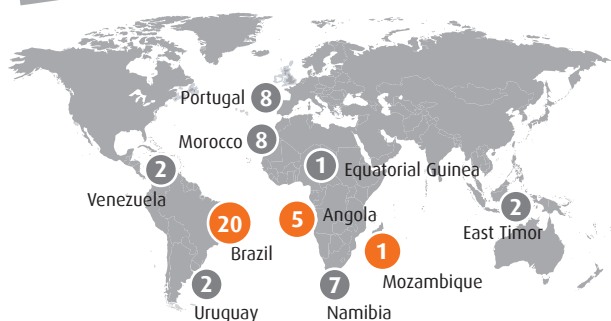 Portugal 8
Morocco 8
1 Equatorial Guinea
2
Venezuela
20
Brazil
5 Angola
2
East Timor
1
Mozambique
2
Uruguay
7
Namibia